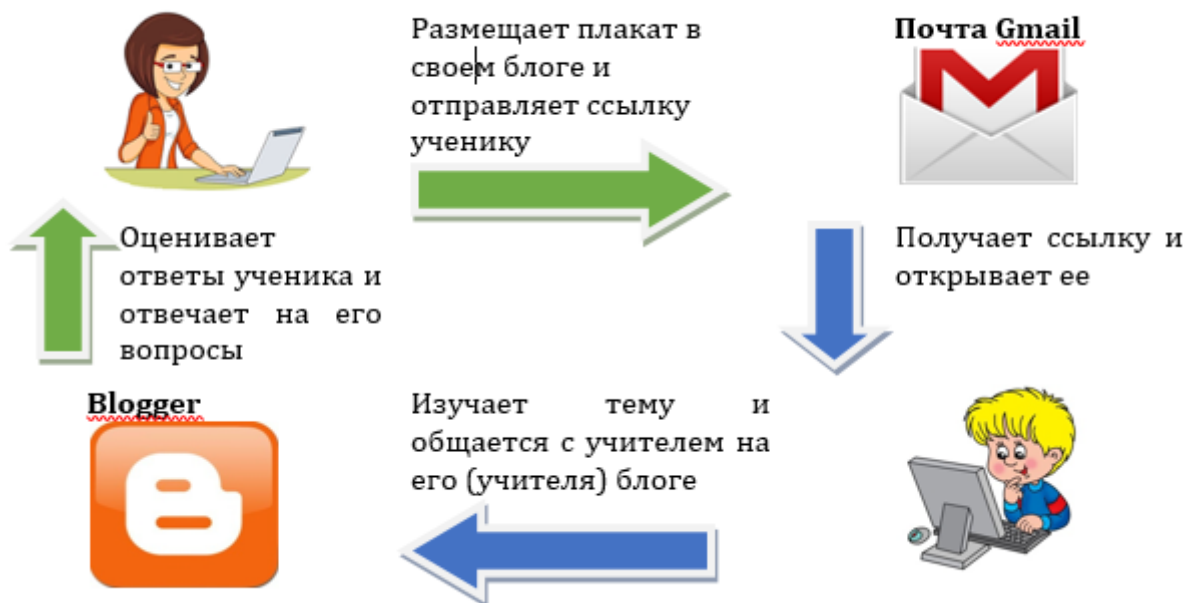 Размещает плакат в
своем блоге и
отправляет ссылку
ученику
Почта Gmail
Оценивает
ответы ученика и
отвечает на его
вопросы
Получает ссылку и
открывает ее
Blogger
Изучает тему и
общается с учителем на
его (учителя) блоге